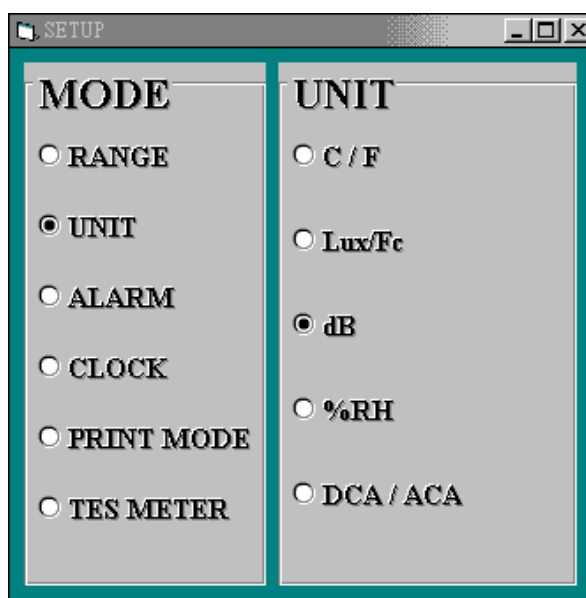 SETUP
MODE
RANGE
UNIT
ALARM
CLOCK
PRINT MODE
TES METER
UNIT
C / F
Lux/Fc
dB
%RH
DCA / ACA